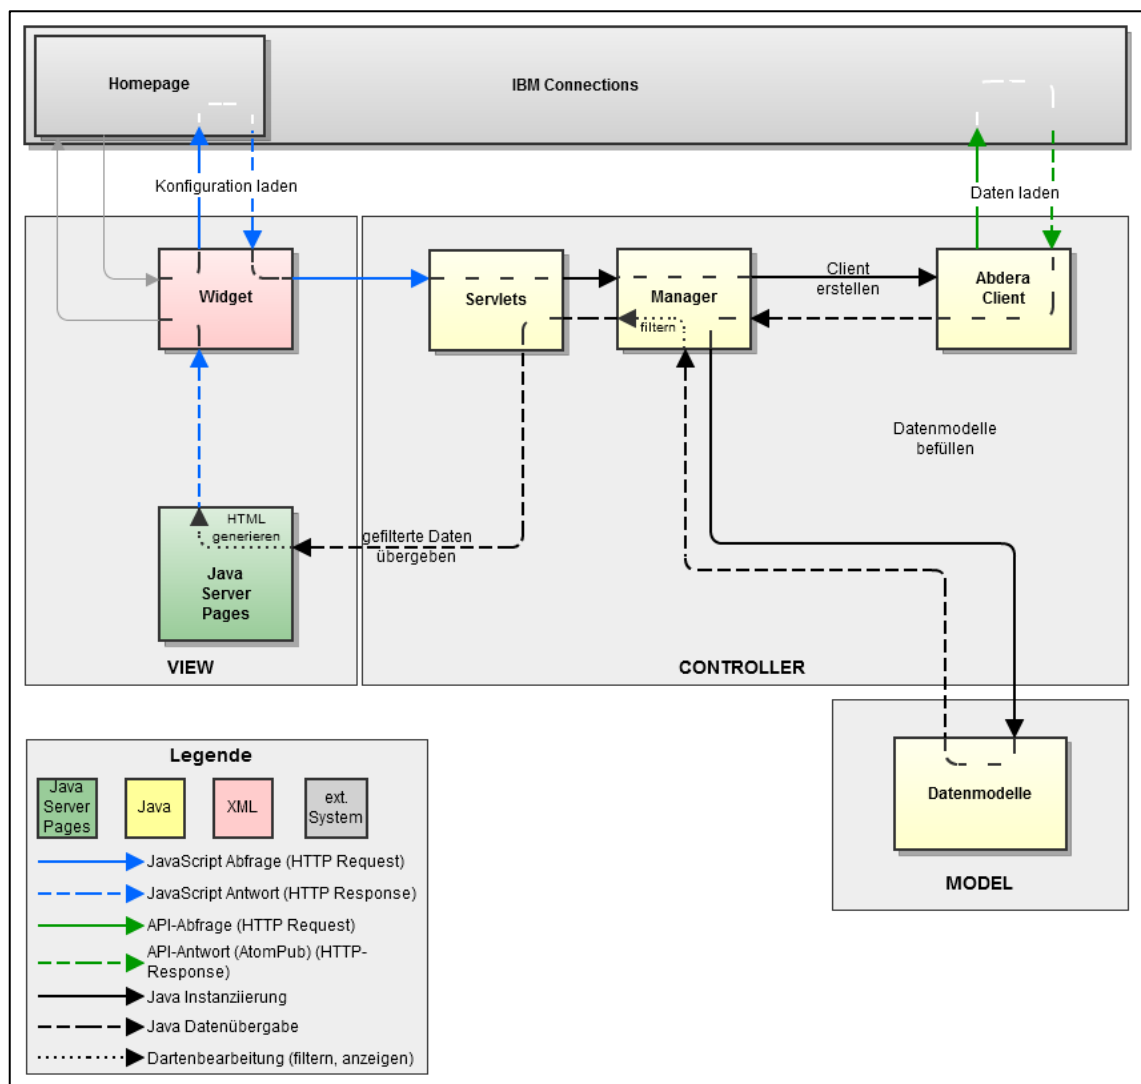 Homepage
IBM Connections
Konfiguration laden
Daten laden
Widget
Servlets
Manager
filtern
Client
erstellen
Abdera
Client
Datenmodelle
befüllen
HTML
generieren
Java
Server
Pages
gefilterte Daten
übergeben
VIEW
CONTROLLER
Datenmodelle
MODEL
Legende
Java
Server
Pages
Java
XML
ext.
System
JavaScript Abfrage (HTTP Request)
JavaScript Antwort (HTTP Response)
API-Abfrage (HTTP Request)
API-Antwort (AtomPub) (HTTP-
Response)
Java Instanziierung
Java Datenübergabe
Dartenbearbeitung (filtern, anzeigen)